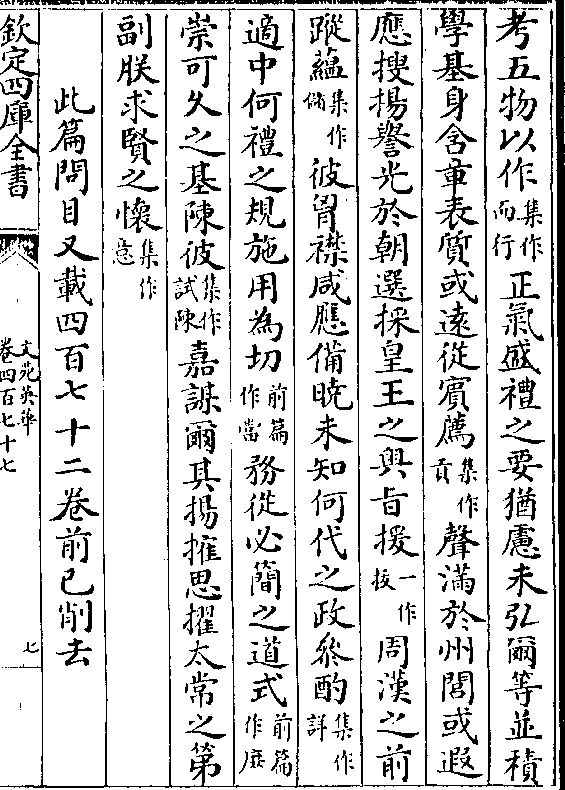 考五物以作集作而行正氣盛禮之要猶慮未弘爾等並積
學基身含章表質或遠從賓薦集作貢聲滿於州閭或遐
應搜揚譽光於朝選採皇王之輿㫖援一作拔周漢之前
蹤蘊集作儲彼胷襟咸應備曉未知何代之政叅酌集作詳
適中何禮之規施用為切前篇作當務從必簡之道式前篇作庶
崇可久之基陳彼集作試陳嘉謀爾其揚搉思擢太常之第
副朕求賢之懷集作意
此篇問目又載四百七十二卷前已削去
欽定四庫全書
文苑英華
卷四百七十七
七